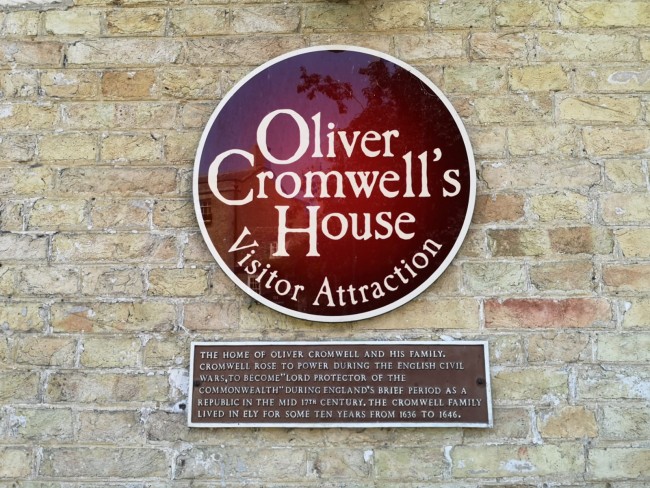 Oliver
Cromwell's
House
Visitor Attraction
THE HOME OF OLIVER CROMWELL AND HIS FAMILY.
CROMWELL ROSE TO POWER DURING THE ENGLISH CIVIL
WARS, TO BECOME "LORD PROTECTOR OF THE
COMMONWEALTH" DURING ENGLAND'S BRIEF PERIOD AS A
REPUBLIC IN THE MID 17TH CENTURY. THE CROMWELL FAMILY
LIVED IN ELY FOR SOME TEN YEARS FROM 1636 TO 1646.